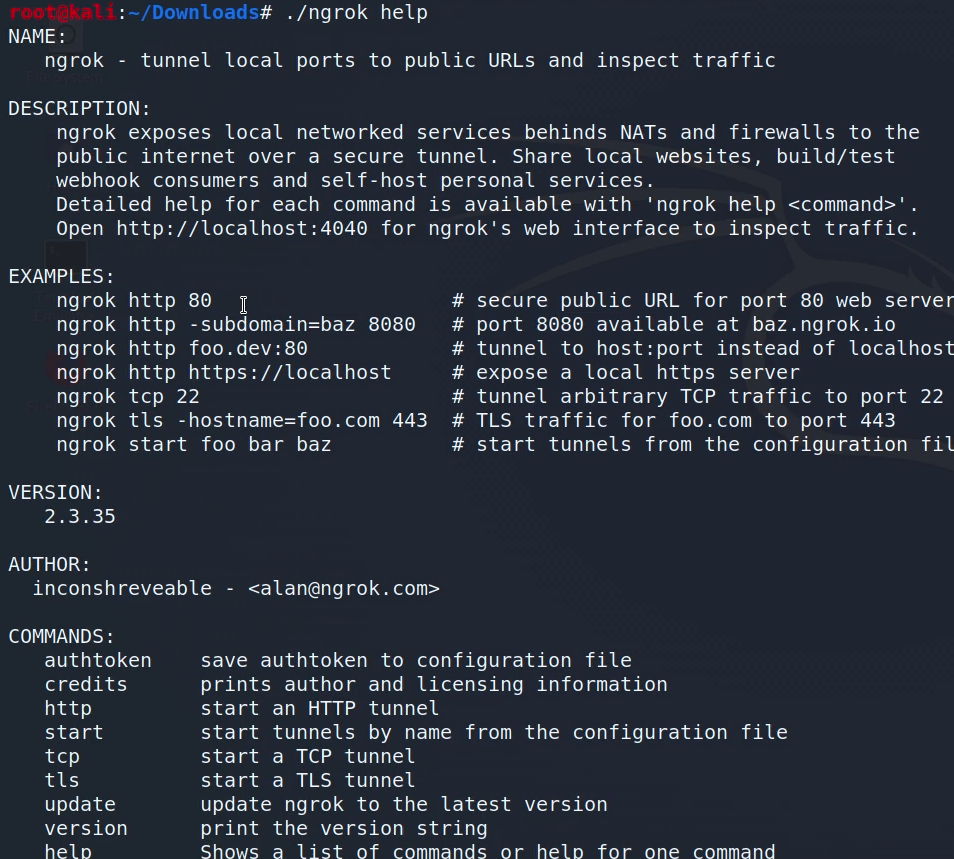 root@kali:~/Downloads# ./ngrok help
NAME:
   ngrok - tunnel local ports to public URLs and inspect traffic
DESCRIPTION:
    ngrok exposes local networked services behinds NATs and firewalls to the
    public internet over a secure tunnel. Share local websites, build/test
    webhook consumers and self-host personal services.
    Detailed help for each command is available with 'ngrok help <command>'.
    Open http://localhost:4040 for ngrok's web interface to inspect traffic.
EXAMPLES:
    ngrok http 80                    # secure public URL for port 80 web server
    ngrok http -subdomain=baz 8080   # port 8080 available at baz.ngrok.io
    ngrok http foo.dev:80            # tunnel to host:port instead of localhost
    ngrok http https://localhost     # expose a local https server
    ngrok tcp 22                     # tunnel arbitrary TCP traffic to port 22
    ngrok tls -hostname=foo.com 443  # TLS traffic for foo.com to port 443
    ngrok start foo bar baz          # start tunnels from the configuration fil
VERSION:
   2.3.35
AUTHOR:
  inconshreveable - <alan@ngrok.com>
COMMANDS:
   authtoken    save authtoken to configuration file
   credits      prints author and licensing information
   http         start an HTTP tunnel
   start        start tunnels by name from the configuration file
   tcp          start a TCP tunnel
   tls          start a TLS tunnel
   update       update ngrok to the latest version
   version      print the version string
   help         Shows a list of commands or help for one command